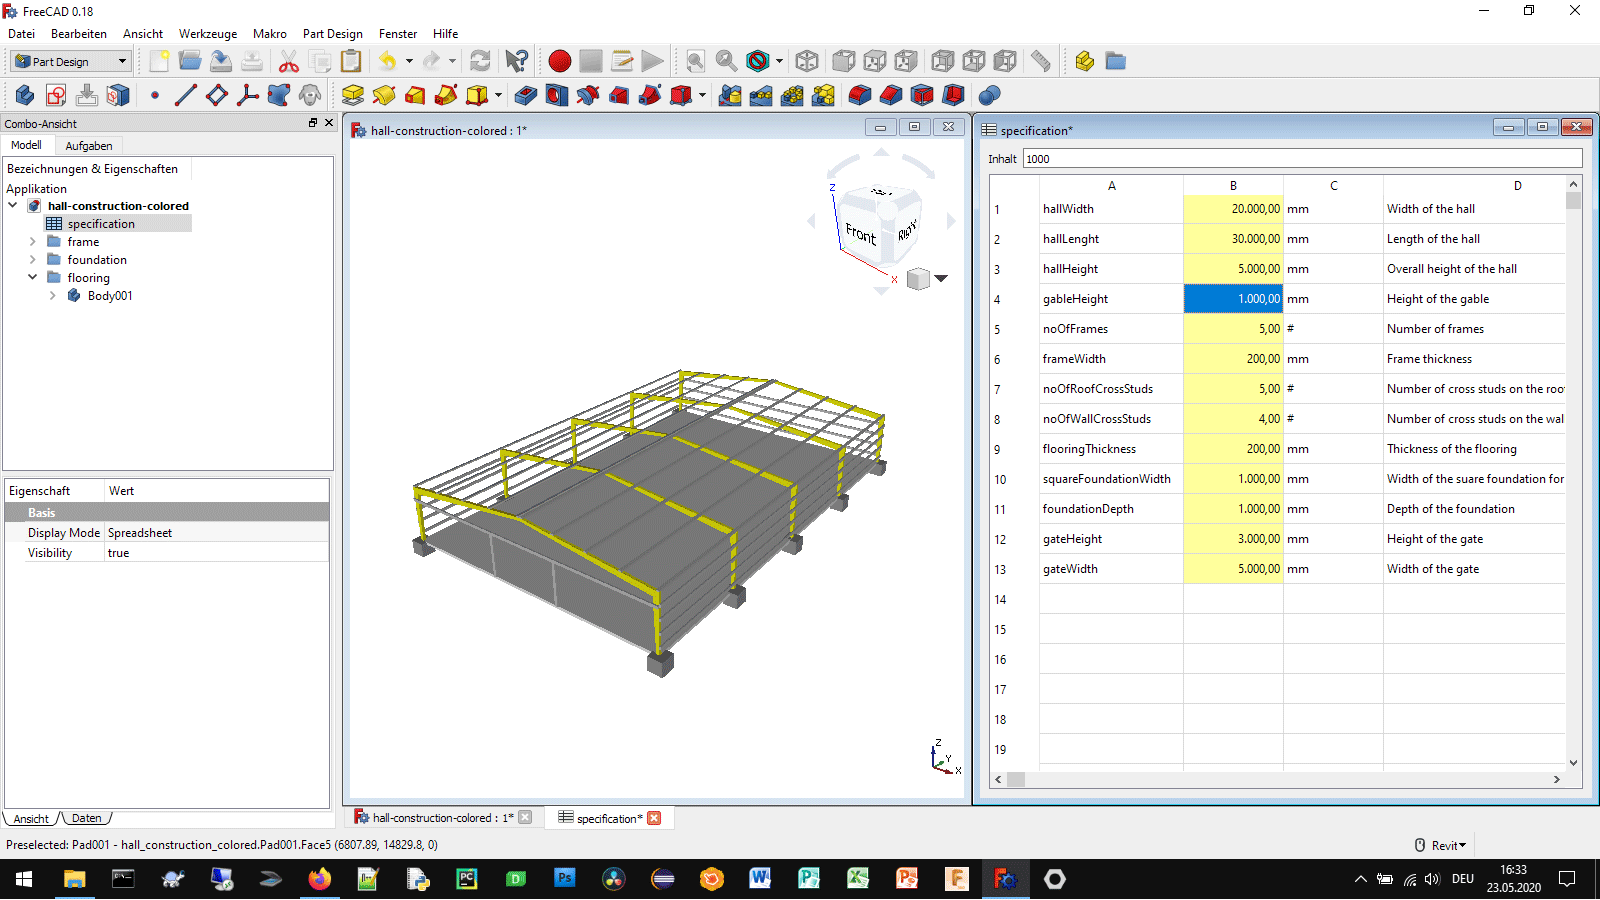 FreeCAD 0.18
Datei Bearbeiten Ansicht Werkzeuge Makro Part Design Fenster Hilfe
Part Design
Combo-Ansicht
Modell Aufgaben
Bezeichnungen & Eigenschaften
Applikation
hall-construction-colored
specification
frame
foundation
flooring
Body001
Eigenschaft Wert
Basis
Display Mode Spreadsheet
Visibility true
Ansicht Daten
hall-construction-colored : 1*
Z
Front
Right
X
Z
Y
X
specification*
Inhalt 1000
A B C D
1 hallWidth 20.000,00 mm Width of the hall
2 hallLenght 30.000,00 mm Length of the hall
3 hallHeight 5.000,00 mm Overall height of the hall
4 gableHeight 1.000,00 mm Height of the gable
5 noOfFrames 5,00 # Number of frames
6 frameWidth 200,00 mm Frame thickness
7 noOfRoofCrossStuds 5,00 # Number of cross studs on the roo
8 noOfWallCrossStuds 4,00 # Number of cross studs on the wal
9 flooringThickness 200,00 mm Thickness of the flooring
10 squareFoundationWidth 1.000,00 mm Width of the suare foundation for
11 foundationDepth 1.000,00 mm Depth of the foundation
12 gateHeight 3.000,00 mm Height of the gate
13 gateWidth 5.000,00 mm Width of the gate
14
15
16
17
18
19
hall-construction-colored : 1* specification*
Preselected: Pad001 - hall_construction_colored.Pad001.Face5 (6807.89, 14829.8, 0)
Revit
DEU
16:33
23.05.2020